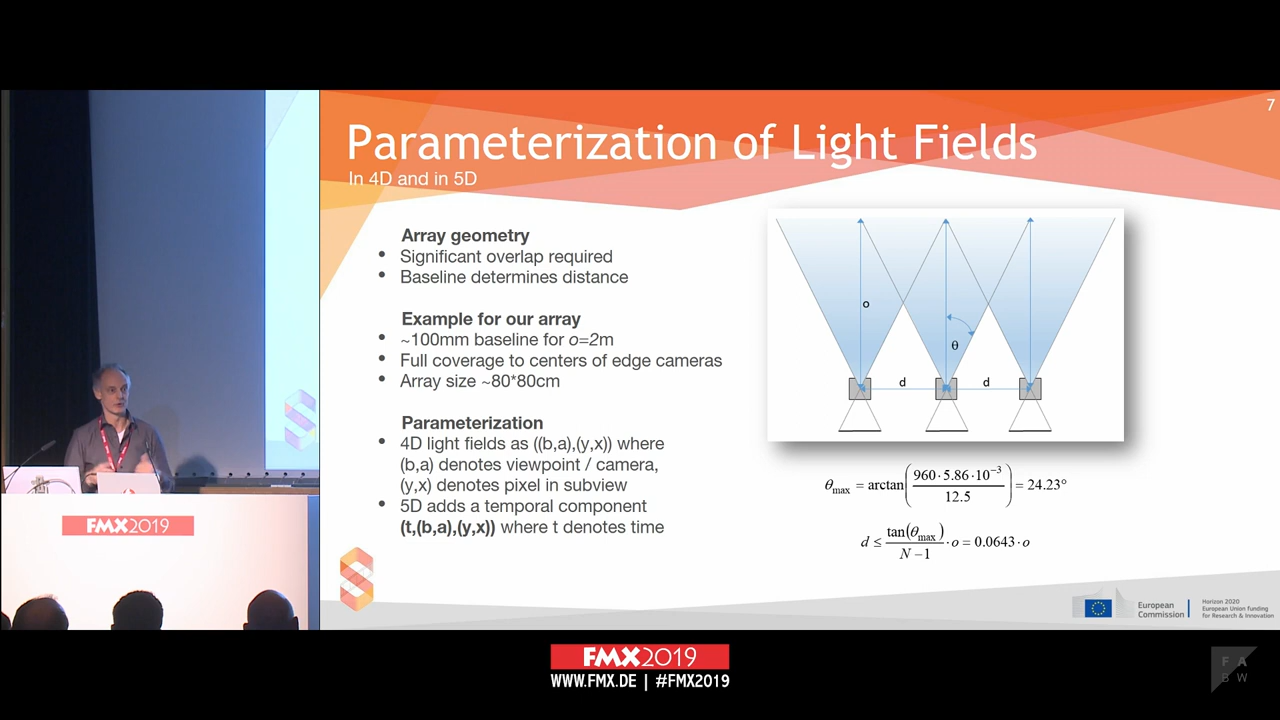 7
Parameterization of Light Fields
In 4D and in 5D
Array geometry
• Significant overlap required
• Baseline determines distance
Example for our array
• ~100mm baseline for o=2m
• Full coverage to centers of edge cameras
• Array size ~80*80cm
Parameterization
• 4D light fields as ((b,a),(y,x)) where
(b,a) denotes viewpoint / camera,
(y,x) denotes pixel in subview
• 5D adds a temporal component
(t,(b,a),(y,x)) where t denotes time
o
θ
d d
θmax = arctan(960·5.86·10⁻³ / 12.5) = 24.23°
d ≤ tan(θmax) / N−1 · o = 0.0643·o
European
Commission
Horizon 2020
European Union funding
for Research & Innovation
FMX2019
FMX2019
WWW.FMX.DE | #FMX2019
F A
B W